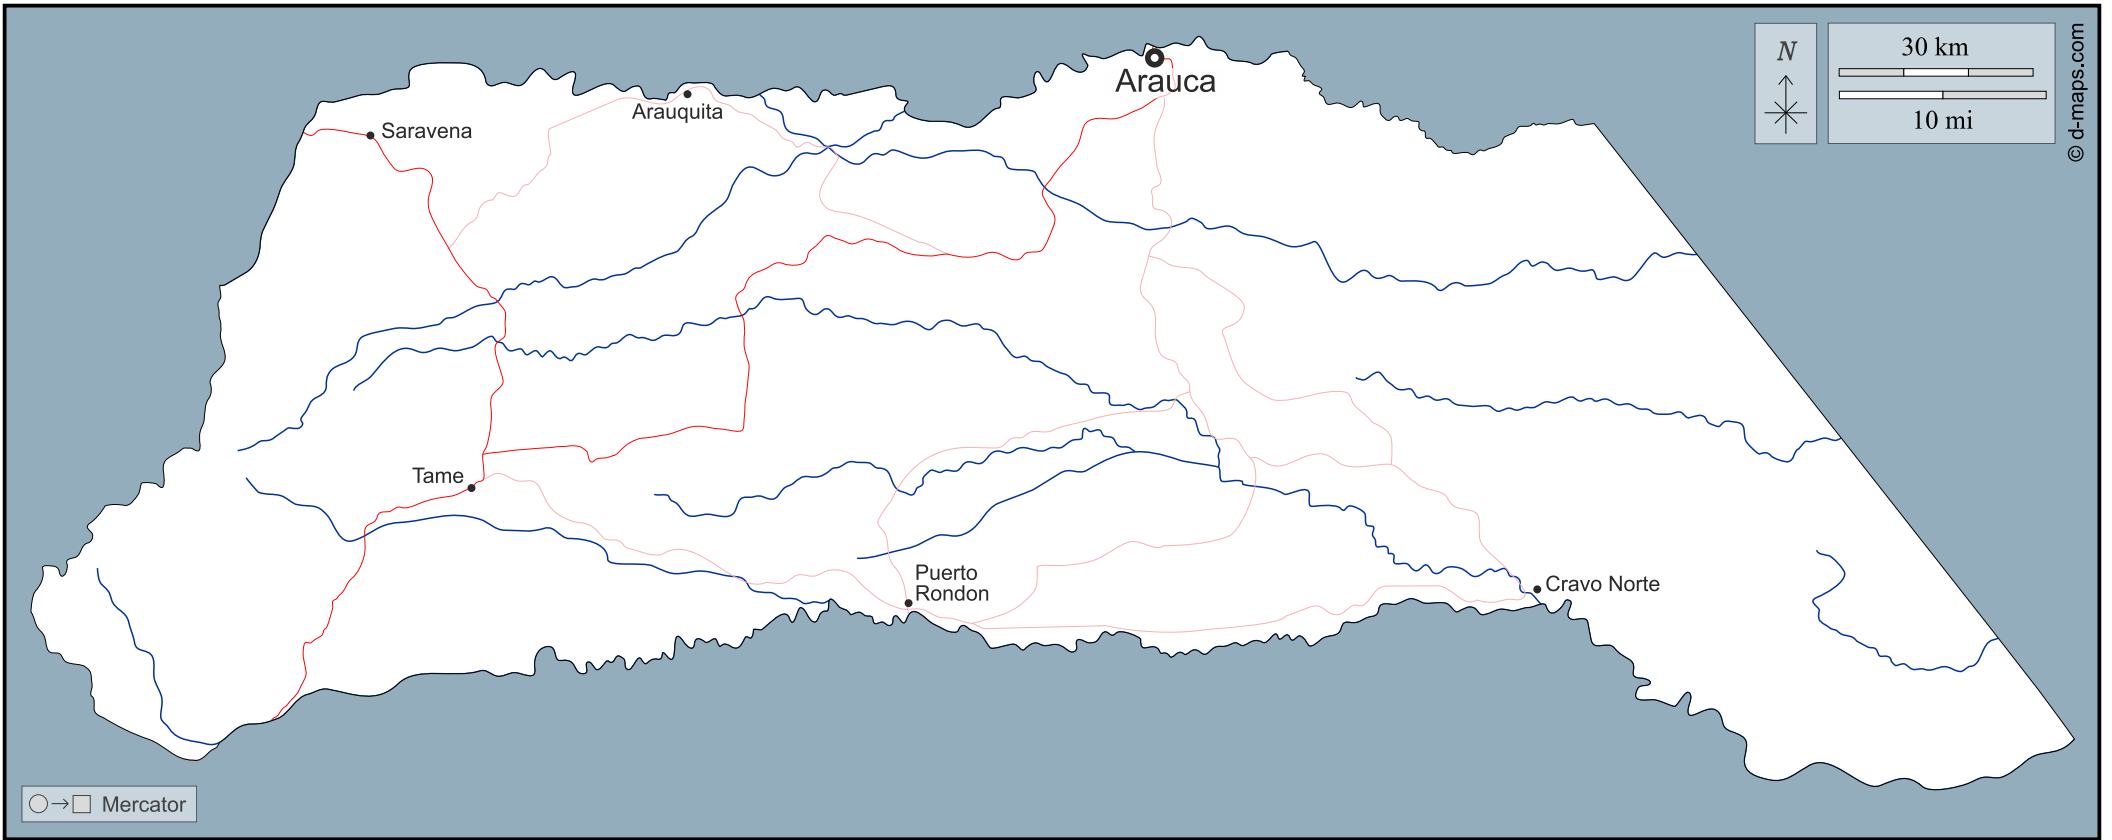 N
30 km
10 mi
© d-maps.com
Arauca
Arauquita
Saravena
Tame
Puerto
Rondon
Cravo Norte
Mercator